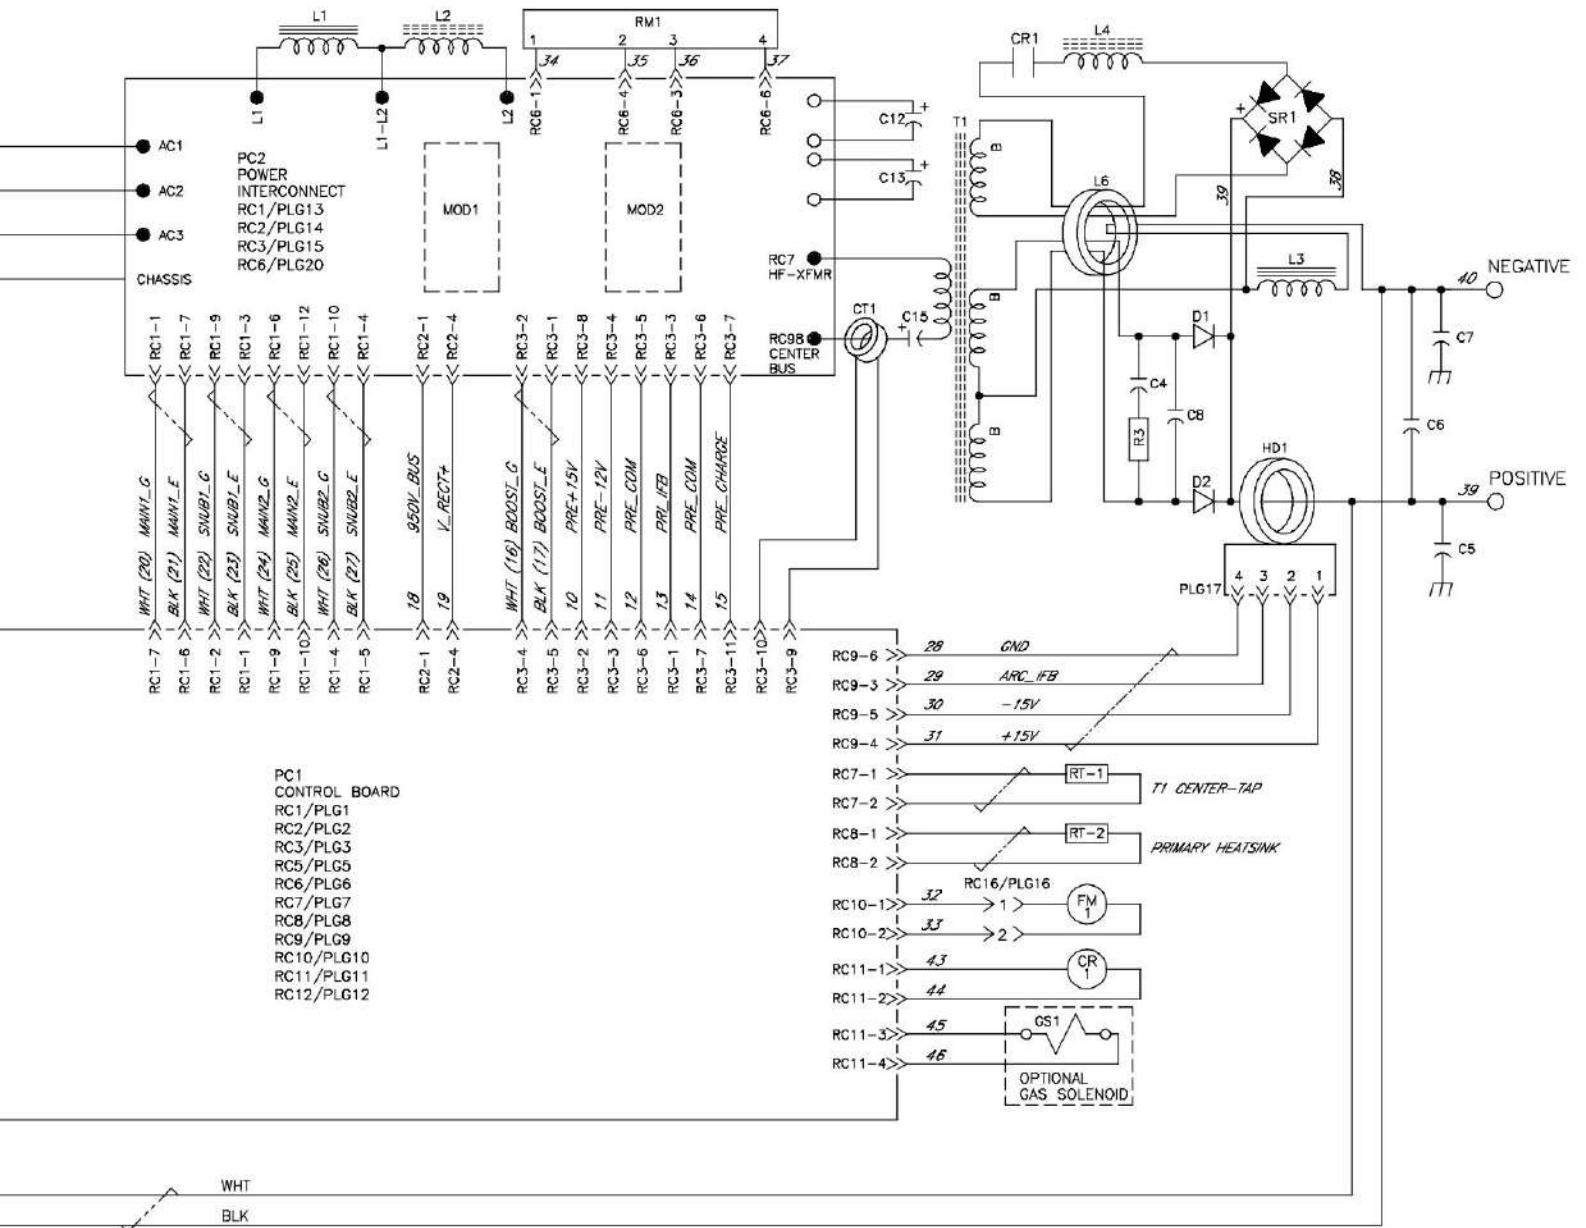 L1
L2
RM1
1
2
3
4
34
35
36
37
RC6-1
RC6-4
RC6-3
RC6-6
L1
L1-L2
L2
AC1
AC2
AC3
CHASSIS
PC2
POWER
INTERCONNECT
RC1/PLG13
RC2/PLG14
RC3/PLG15
RC6/PLG20
MOD1
MOD2
C12
+
C13
+
RC7
HF-XFMR
RC98
CENTER
BUS
CT1
C15
+
T1
B
B
B
CR1
L4
+
SR1
L6
39
38
L3
40
NEGATIVE
C7
D1
C4
C8
R3
D2
HD1
C6
39
POSITIVE
C5
PLG17
4
3
2
1
RC1-1
RC1-7
RC1-9
RC1-3
RC1-6
RC1-12
RC1-10
RC1-4
RC2-1
RC2-4
RC3-2
RC3-1
RC3-8
RC3-4
RC3-5
RC3-3
RC3-6
RC3-7
WHT (20) MAIN1_G
BLK (21) MAIN1_E
WHT (22) SNUB1_G
BLK (23) SNUB1_E
WHT (24) MAIN2_G
BLK (25) MAIN2_E
WHT (26) SNUB2_G
BLK (27) SNUB2_E
18 950V_BUS
19 V_RECT+
WHT (16) BOOST_G
BLK (17) BOOST_E
10 PRE+15V
11 PRE-12V
12 PRE_COM
13 PRI_IFB
14 PRE_COM
15 PRE_CHARGE
RC1-7
RC1-6
RC1-2
RC1-1
RC1-9
RC1-10
RC1-4
RC1-5
RC2-1
RC2-4
RC3-4
RC3-5
RC3-2
RC3-3
RC3-6
RC3-1
RC3-7
RC3-11
RC3-10
RC3-9
RC9-6 28 GND
RC9-3 29 ARC_IFB
RC9-5 30 -15V
RC9-4 31 +15V
RC7-1 RT-1
T1 CENTER-TAP
RC7-2
RC8-1 RT-2
PRIMARY HEATSINK
RC8-2
RC16/PLG16
RC10-1 32 1 FM
1
RC10-2 33 2
RC11-1 43 CR
1
RC11-2 44
RC11-3 45 GS1
RC11-4 46
OPTIONAL
GAS SOLENOID
PC1
CONTROL BOARD
RC1/PLG1
RC2/PLG2
RC3/PLG3
RC5/PLG5
RC6/PLG6
RC7/PLG7
RC8/PLG8
RC9/PLG9
RC10/PLG10
RC11/PLG11
RC12/PLG12
WHT
BLK